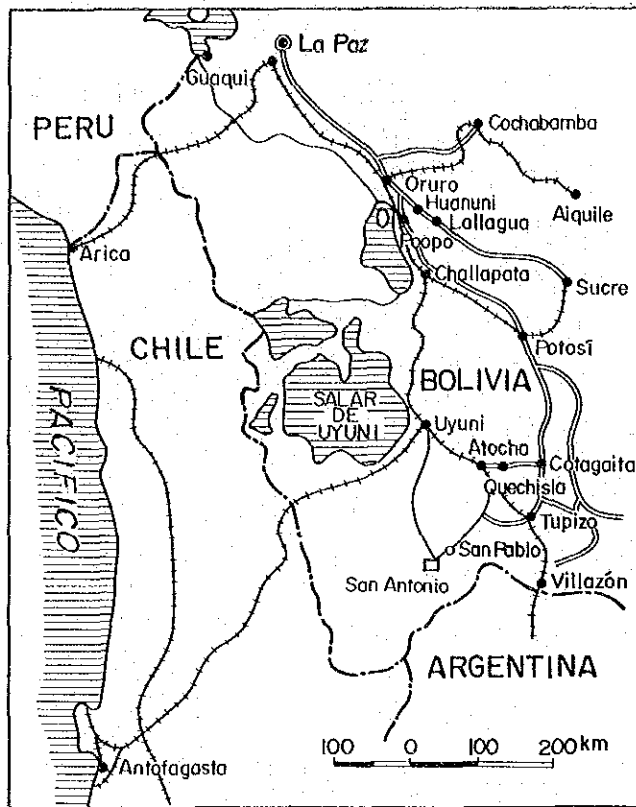 La Paz
Guaqui
PERU
Cochabamba
Oruro
Huanuni
Lallagua
Aiquile
Poopo
Arica
Challapata
Sucre
CHILE
Potosí
BOLIVIA
PACIFICO
SALAR
DE
UYUNI
Uyuni
Atocha
Cotagaita
Quechisla
Tupizo
San Pablo
San Antonio
Villazón
ARGENTINA
100 0 100 200 km
Antofagasta